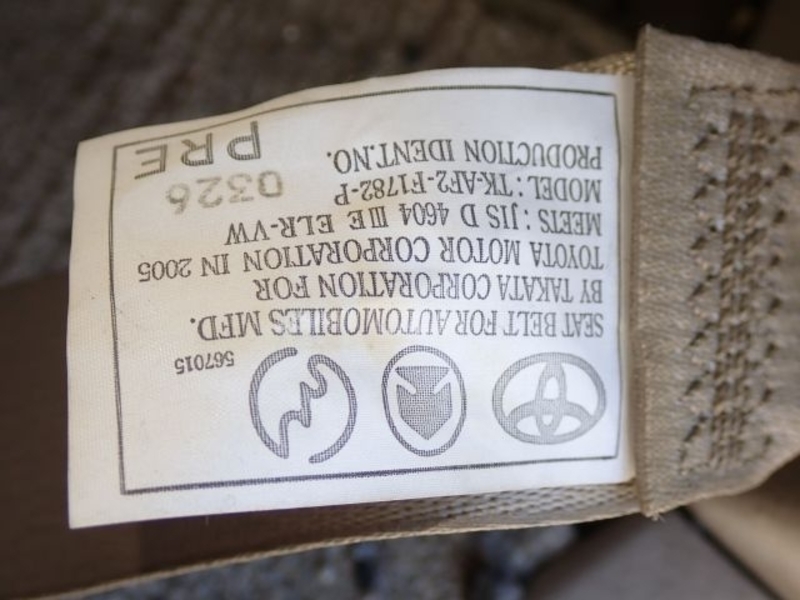 567015
SEAT BELT FOR AUTOMOBILES MFD.
BY TAKATA CORPORATION FOR
TOYOTA MOTOR CORPORATION IN 2005
MEETS : JIS D 4604 III E ELR-VW
MODEL : TK-AF2-F1782-P
PRODUCTION IDENT.NO.
0326
PRE